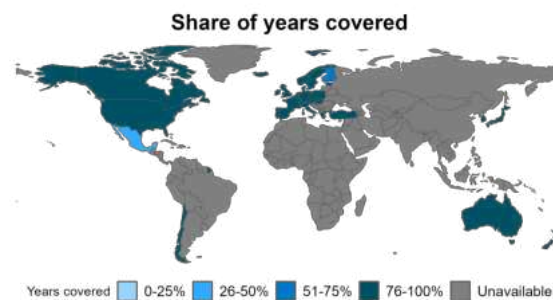 Share of years covered
Years covered 0-25% 26-50% 51-75% 76-100% Unavailable